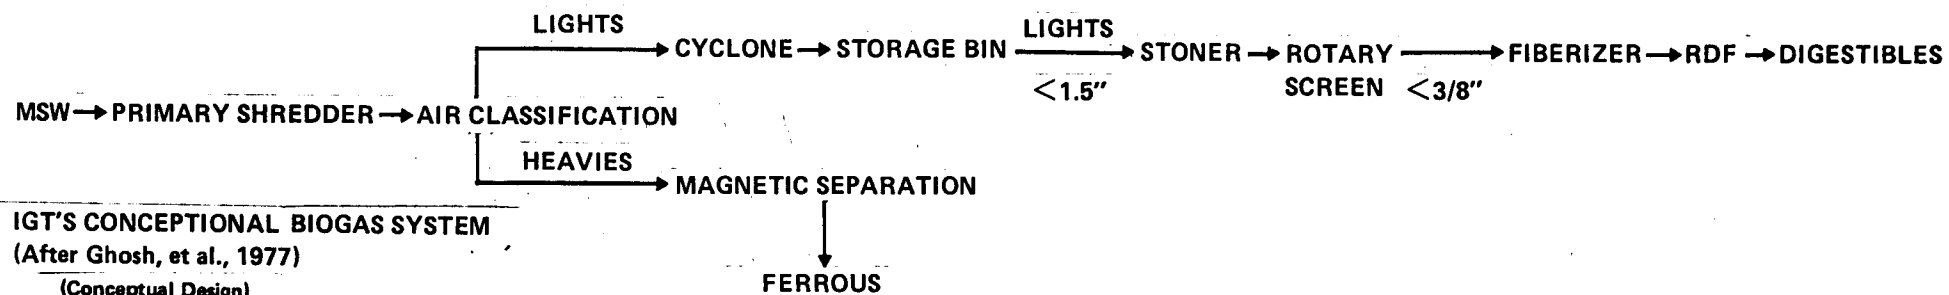 LIGHTS
LIGHTS
CYCLONE
STORAGE BIN
STONER
ROTARY
SCREEN
FIBERIZER
RDF
DIGESTIBLES
<1.5″
<3/8″
MSW
PRIMARY SHREDDER
AIR CLASSIFICATION
HEAVIES
MAGNETIC SEPARATION
IGT'S CONCEPTIONAL BIOGAS SYSTEM
(After Ghosh, et al., 1977)
(Conceptual Design)
FERROUS